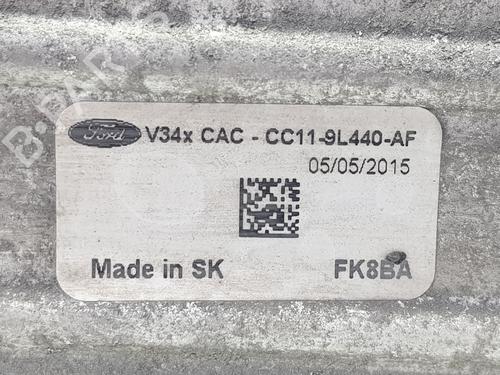 Ford V34x CAC - CC11-9L440-AF
05/05/2015
Made in SK FK8BA